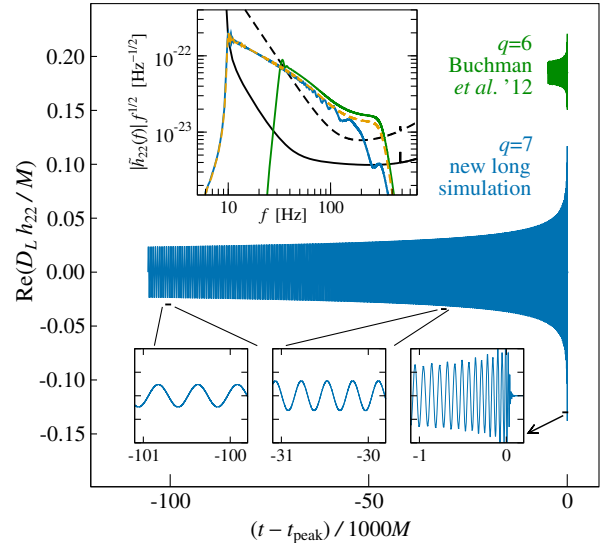 0.20
0.15
0.10
0.05
0.00
-0.05
-0.10
-0.15
Re(D_L h_22 / M)
10^-22
10^-23
|h̃_22(f)| f^1/2 [Hz^-1/2]
10
100
f [Hz]
q=6
Buchman
et al. '12
q=7
new long
simulation
-101
-100
-31
-30
-1
0
-100
-50
0
(t − t_peak) / 1000M